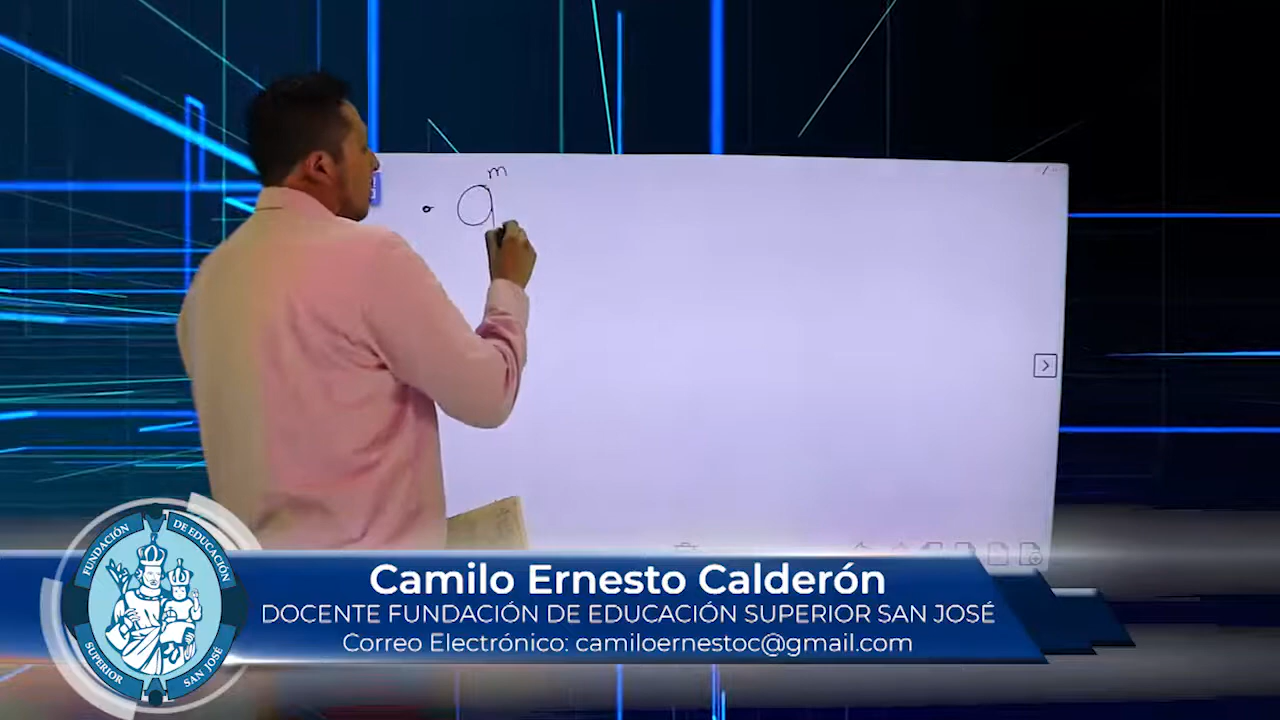 • a^m
Camilo Ernesto Calderón
DOCENTE FUNDACIÓN DE EDUCACIÓN SUPERIOR SAN JOSÉ
Correo Electrónico: camiloernestoc@gmail.com
FUNDACIÓN DE EDUCACIÓN
SUPERIOR SAN JOSÉ